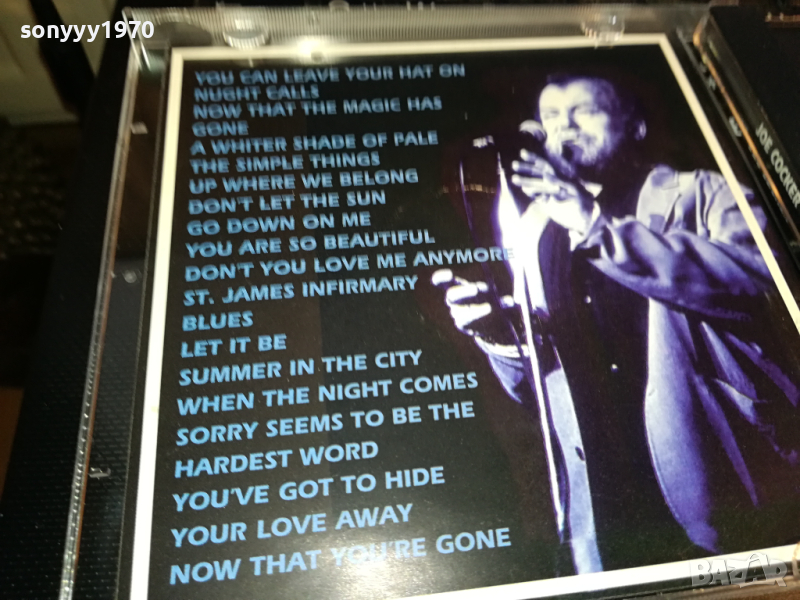 sonyyy1970
YOU CAN LEAVE YOUR HAT ON
NUGHT CALLS
NOW THAT THE MAGIC HAS
GONE
A WHITER SHADE OF PALE
THE SIMPLE THINGS
UP WHERE WE BELONG
DON'T LET THE SUN
GO DOWN ON ME
YOU ARE SO BEAUTIFUL
DON'T YOU LOVE ME ANYMORE
ST. JAMES INFIRMARY
BLUES
LET IT BE
SUMMER IN THE CITY
WHEN THE NIGHT COMES
SORRY SEEMS TO BE THE
HARDEST WORD
YOU'VE GOT TO HIDE
YOUR LOVE AWAY
NOW THAT YOU'RE GONE
JOE COCKER
BAZAR